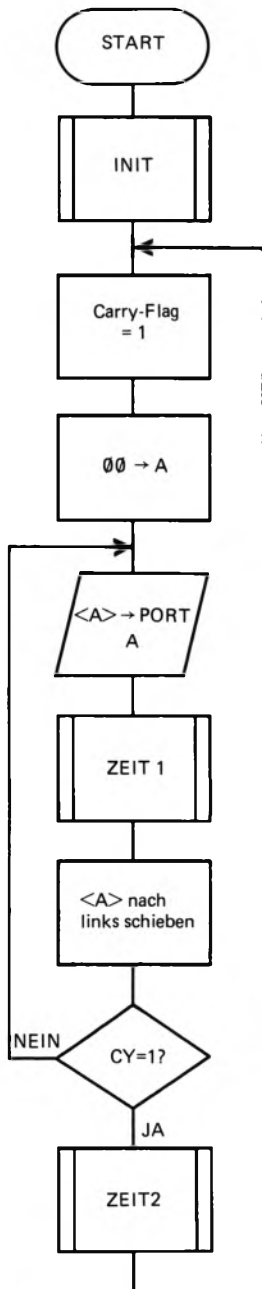 START
INIT
Carry-Flag
= 1
ØØ → A
<A> → PORT
A
ZEIT 1
<A> nach
links schieben
CY=1?
NEIN
JA
ZEIT2